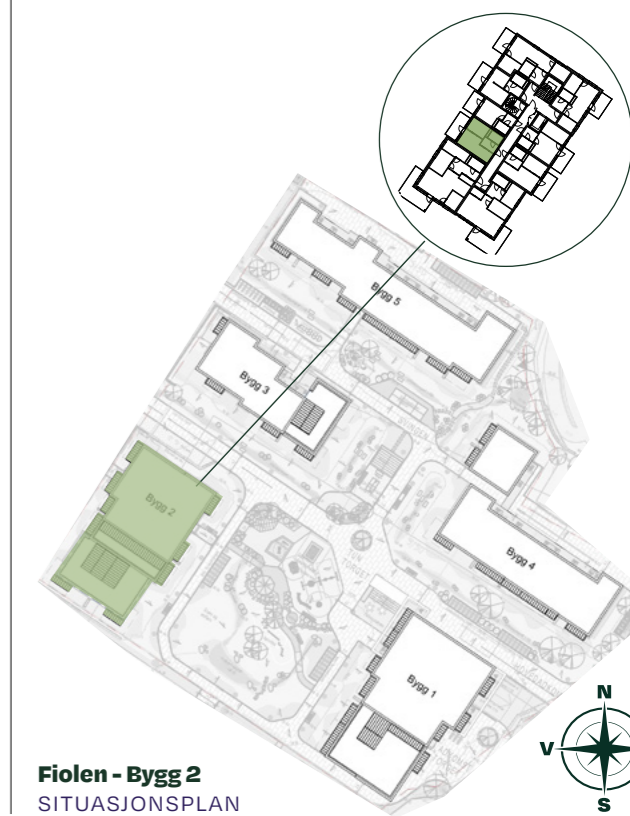 Bygg 5
Bygg 3
Bygg 2
Bygg 4
Bygg 1
N
V
S
Fiolen - Bygg 2
SITUASJONSPLAN